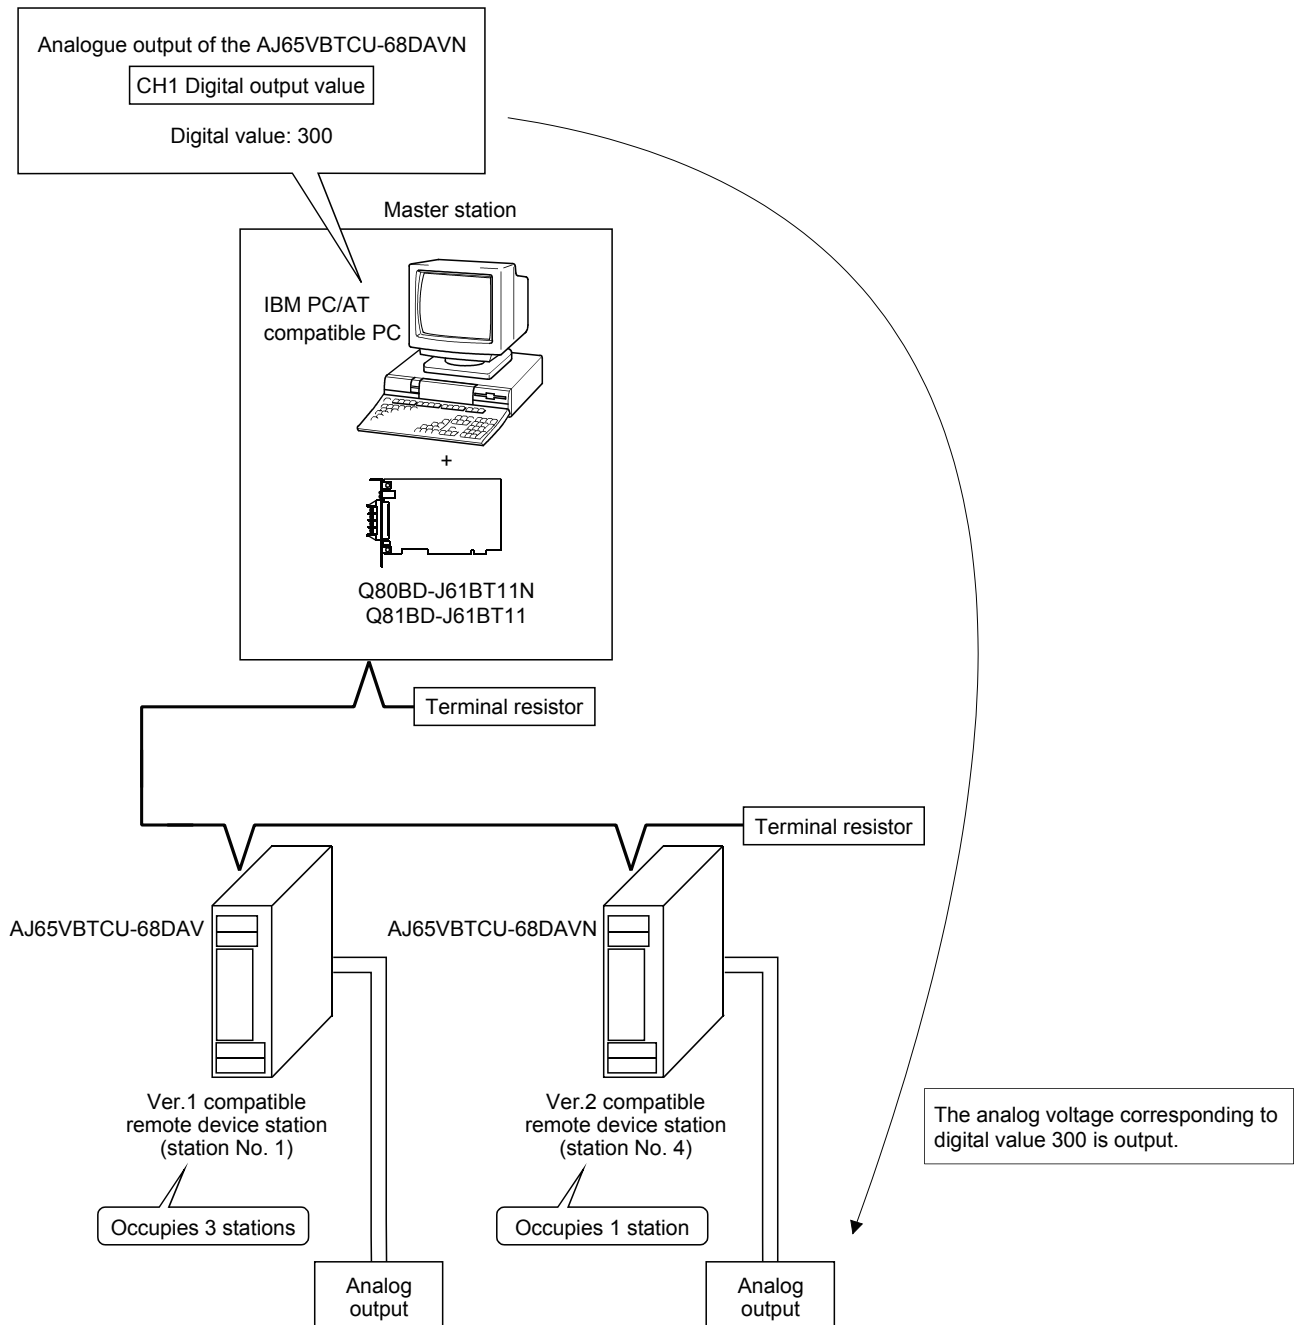 Analogue output of the AJ65VBTCU-68DAVN
CH1 Digital output value
Digital value: 300
Master station
IBM PC/AT
compatible PC
+
Q80BD-J61BT11N
Q81BD-J61BT11
Terminal resistor
Terminal resistor
AJ65VBTCU-68DAV
AJ65VBTCU-68DAVN
Ver.1 compatible
remote device station
(station No. 1)
Ver.2 compatible
remote device station
(station No. 4)
The analog voltage corresponding to
digital value 300 is output.
Occupies 3 stations
Occupies 1 station
Analog
output
Analog
output